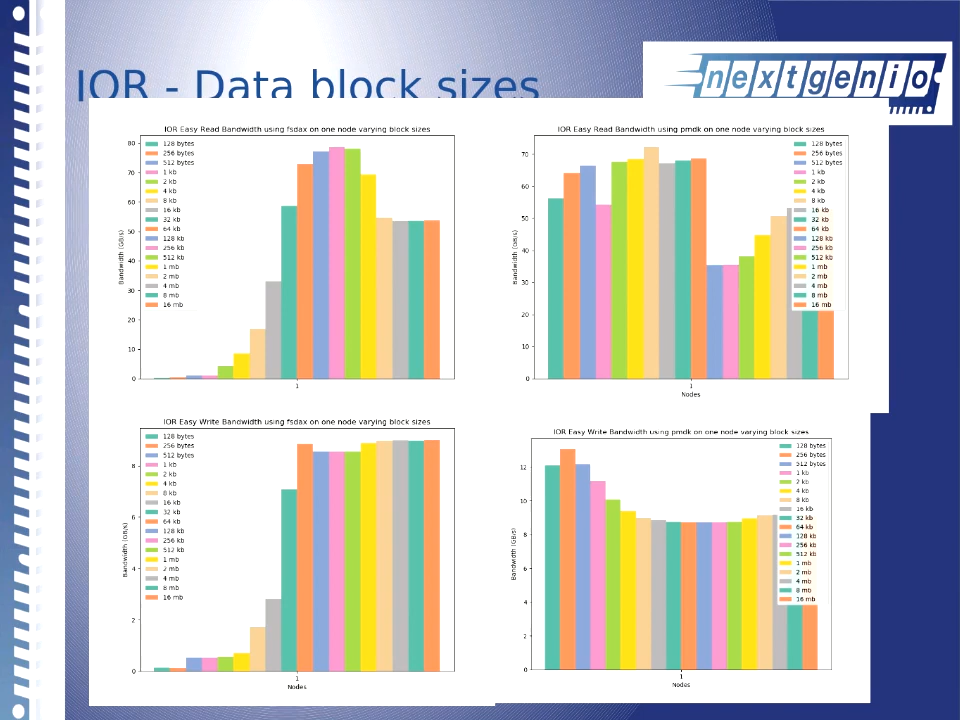 IOR - Data block sizes
nextgenio
IOR Easy Read Bandwidth using fsdax on one node varying block sizes
80
70
60
50
40
30
20
10
0
Bandwidth (GB/s)
128 bytes
256 bytes
512 bytes
1 kb
2 kb
4 kb
8 kb
16 kb
32 kb
64 kb
128 kb
256 kb
512 kb
1 mb
2 mb
4 mb
8 mb
16 mb
1
IOR Easy Read Bandwidth using pmdk on one node varying block sizes
70
60
50
40
30
20
10
0
Bandwidth (GB/s)
128 bytes
256 bytes
512 bytes
1 kb
2 kb
4 kb
8 kb
16 kb
32 kb
64 kb
128 kb
256 kb
512 kb
1 mb
2 mb
4 mb
8 mb
16 mb
1
Nodes
IOR Easy Write Bandwidth using fsdax on one node varying block sizes
8
6
4
2
0
Bandwidth (GB/s)
128 bytes
256 bytes
512 bytes
1 kb
2 kb
4 kb
8 kb
16 kb
32 kb
64 kb
128 kb
256 kb
512 kb
1 mb
2 mb
4 mb
8 mb
16 mb
1
Nodes
IOR Easy Write Bandwidth using pmdk on one node varying block sizes
12
10
8
6
4
2
0
Bandwidth (GB/s)
128 bytes
256 bytes
512 bytes
1 kb
2 kb
4 kb
8 kb
16 kb
32 kb
64 kb
128 kb
256 kb
512 kb
1 mb
2 mb
4 mb
8 mb
16 mb
1
Nodes